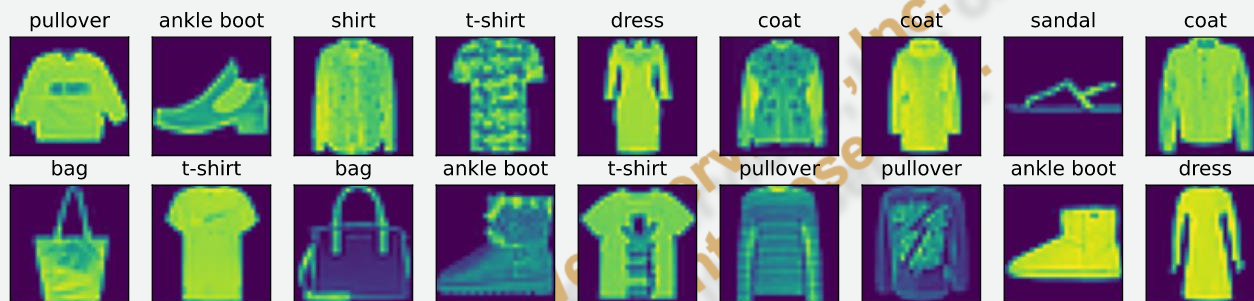 pullover ankle boot shirt t-shirt dress coat coat sandal coat
bag t-shirt bag ankle boot t-shirt pullover pullover ankle boot dress
, Inc.